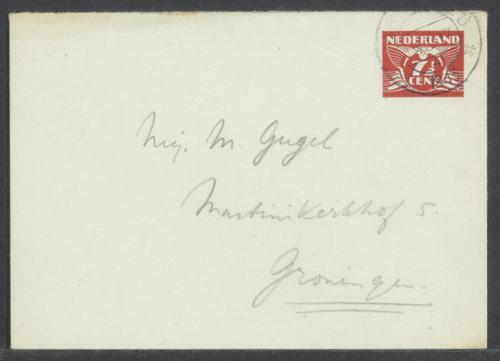 NEDERLAND
7½
CENT
Mej. M. Gugel
Martinikerkhof 5.
Groningen.